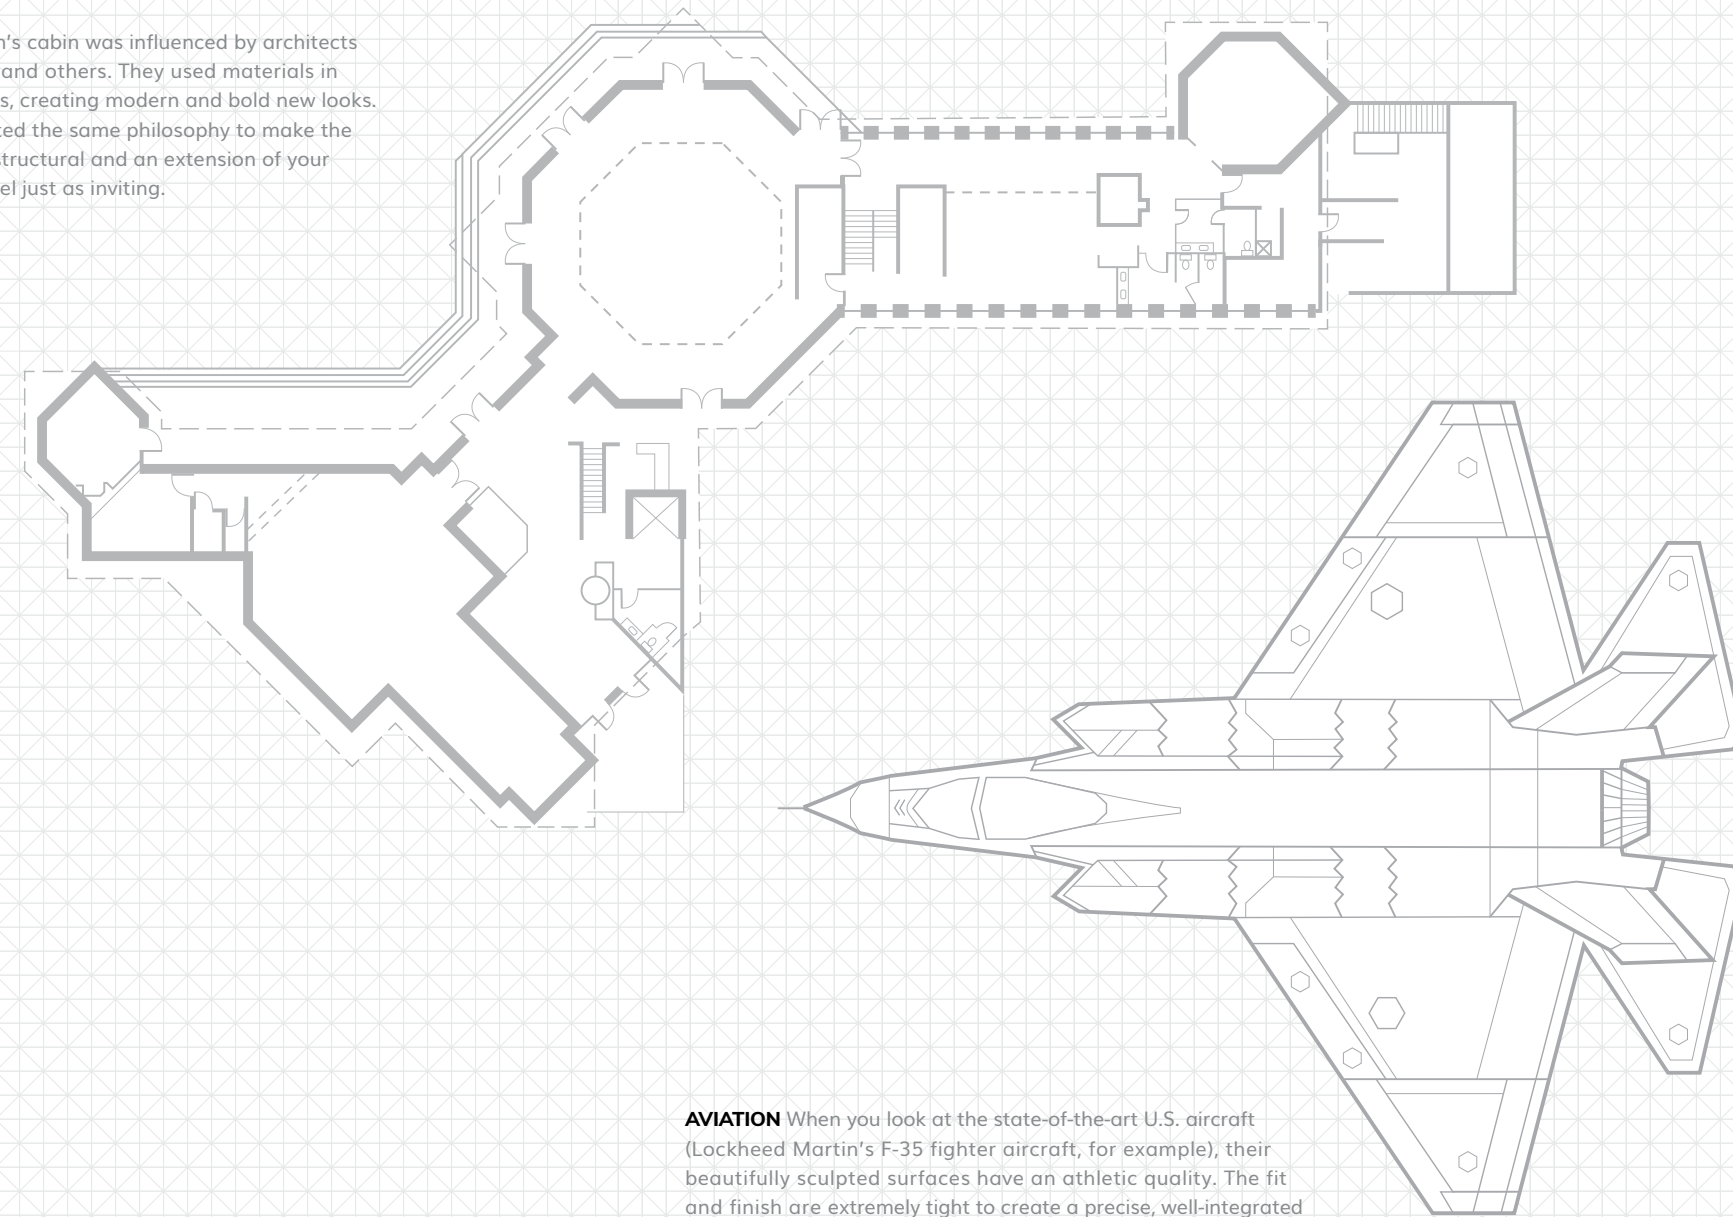 's cabin was influenced by architects
and others. They used materials in
s, creating modern and bold new looks.
ted the same philosophy to make the
structural and an extension of your
el just as inviting.
AVIATION When you look at the state-of-the-art U.S. aircraft
(Lockheed Martin's F-35 fighter aircraft, for example), their
beautifully sculpted surfaces have an athletic quality. The fit
and finish are extremely tight to create a precise, well-integrated